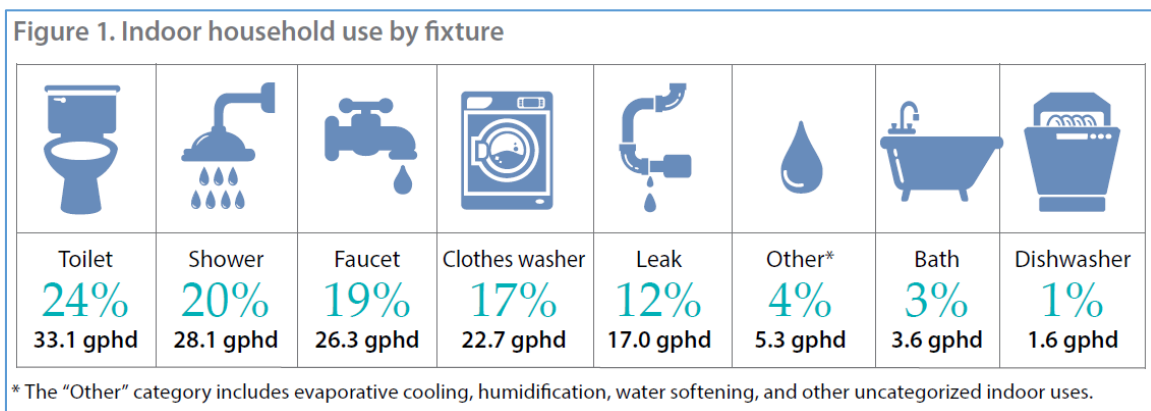 Figure 1. Indoor household use by fixture
Toilet
24%
33.1 gphd
Shower
20%
28.1 gphd
Faucet
19%
26.3 gphd
Clothes washer
17%
22.7 gphd
Leak
12%
17.0 gphd
Other*
4%
5.3 gphd
Bath
3%
3.6 gphd
Dishwasher
1%
1.6 gphd
* The “Other” category includes evaporative cooling, humidification, water softening, and other uncategorized indoor uses.